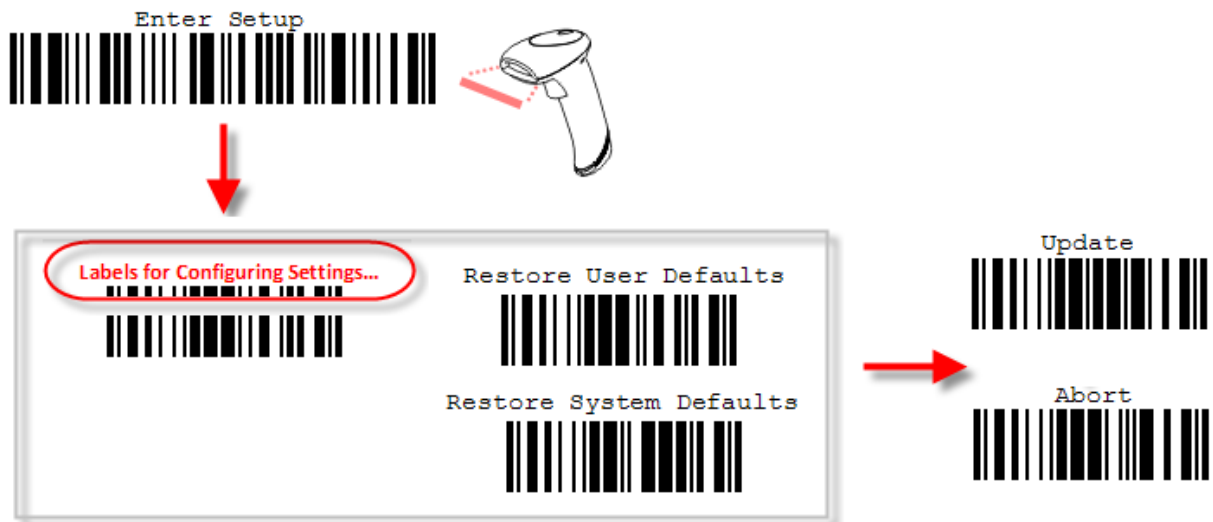 Enter Setup
Labels for Configuring Settings...
Restore User Defaults
Restore System Defaults
Update
Abort